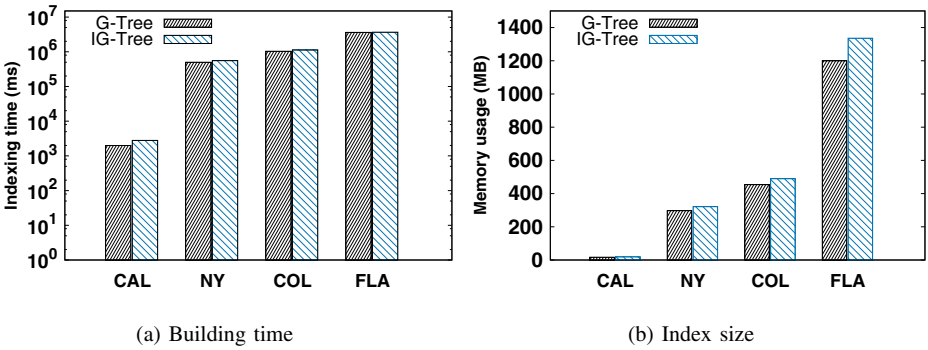 G-Tree
IG-Tree
Indexing time (ms)
10^7
10^6
10^5
10^4
10^3
10^2
10^1
10^0
CAL NY COL FLA
(a) Building time
G-Tree
IG-Tree
Memory usage (MB)
1400
1200
1000
800
600
400
200
0
CAL NY COL FLA
(b) Index size